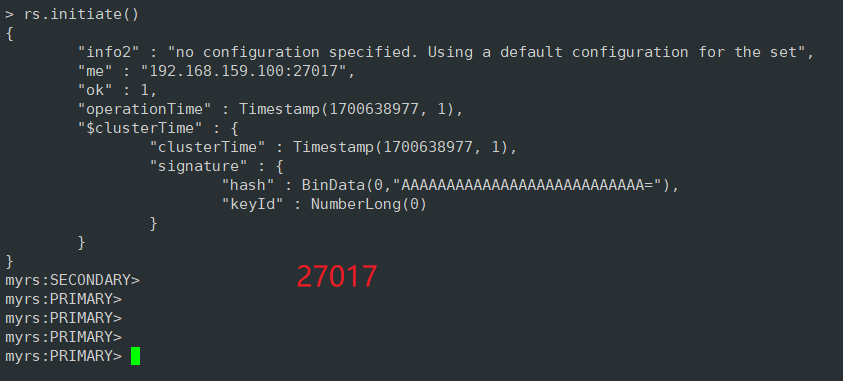 > rs.initiate()
{
"info2" : "no configuration specified. Using a default configuration for the set",
"me" : "192.168.159.100:27017",
"ok" : 1,
"operationTime" : Timestamp(1700638977, 1),
"$clusterTime" : {
"clusterTime" : Timestamp(1700638977, 1),
"signature" : {
"hash" : BinData(0,"AAAAAAAAAAAAAAAAAAAAAAAAAAA="),
"keyId" : NumberLong(0)
}
}
}
myrs:SECONDARY>
27017
myrs:PRIMARY>
myrs:PRIMARY>
myrs:PRIMARY>
myrs:PRIMARY>